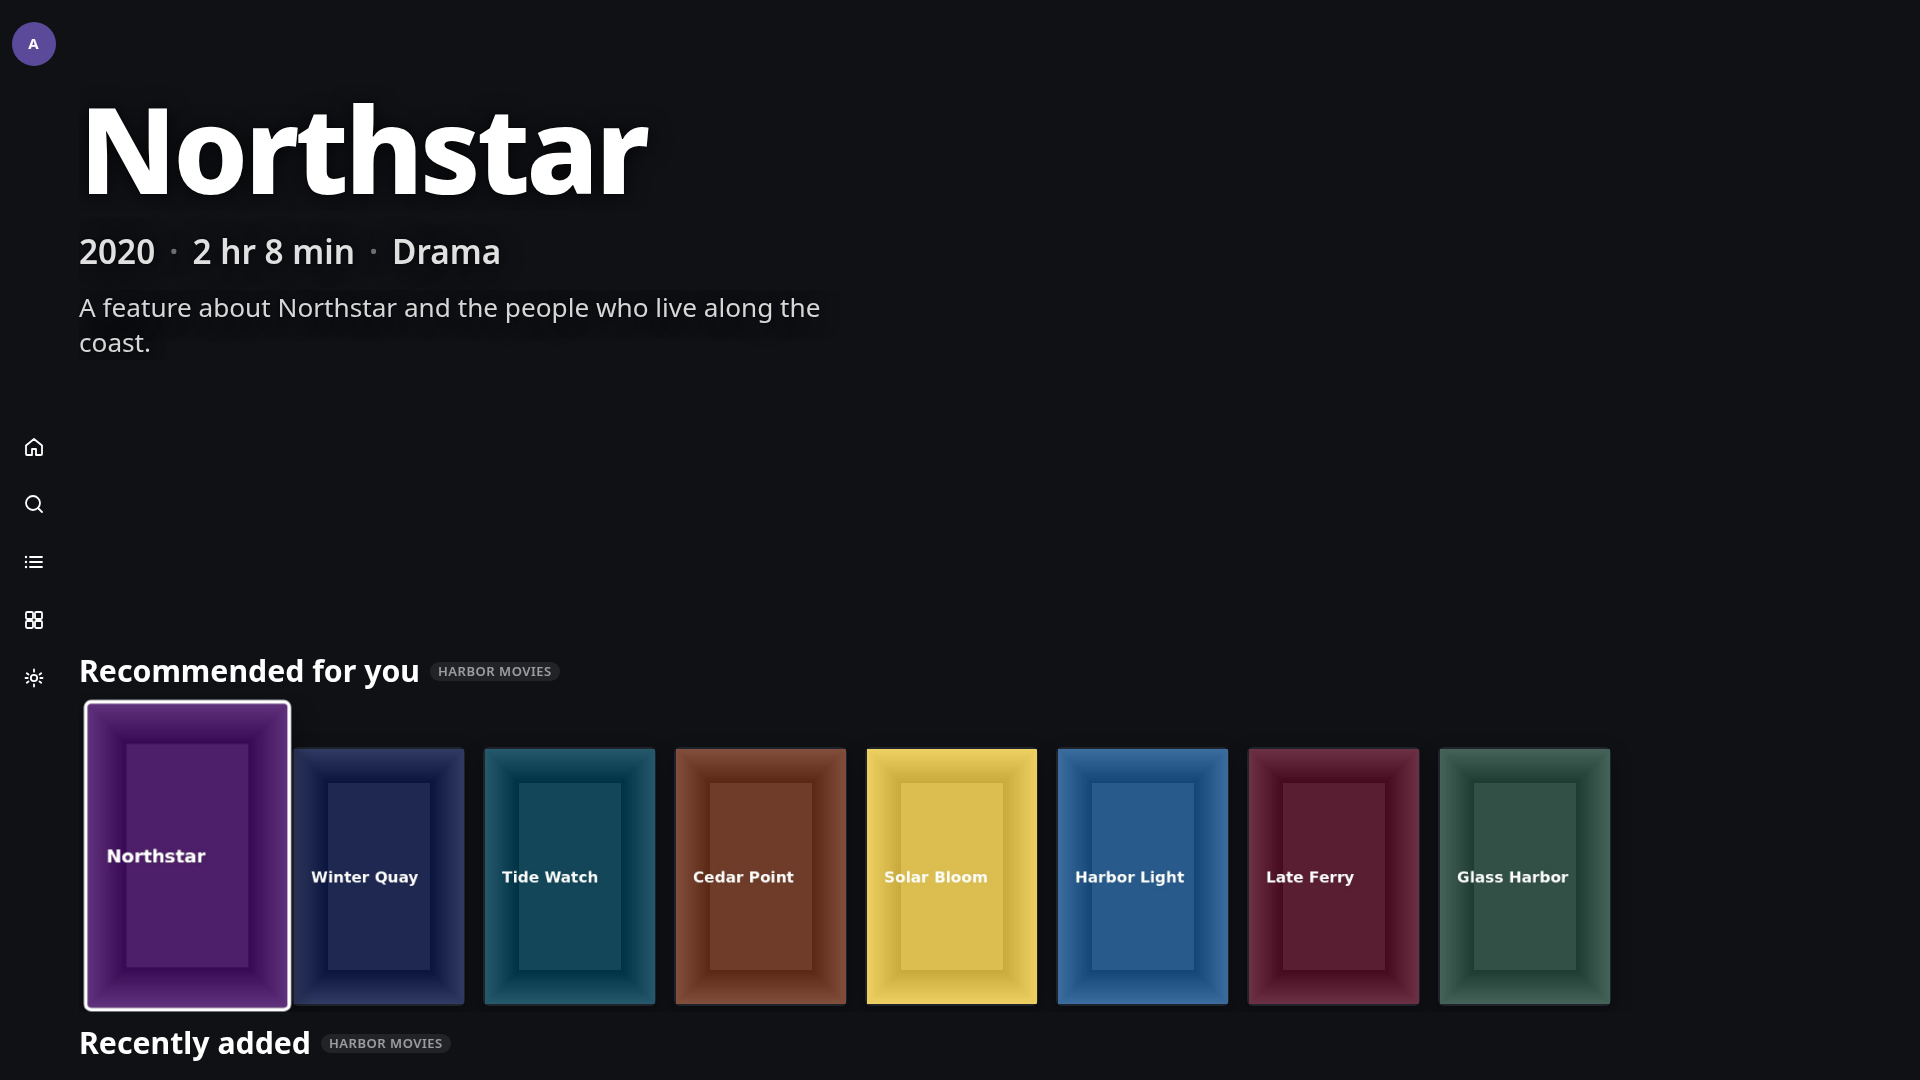 A
Northstar
2020 · 2 hr 8 min · Drama
A feature about Northstar and the people who live along the
coast.
Recommended for you HARBOR MOVIES
Northstar
Winter Quay
Tide Watch
Cedar Point
Solar Bloom
Harbor Light
Late Ferry
Glass Harbor
Recently added HARBOR MOVIES